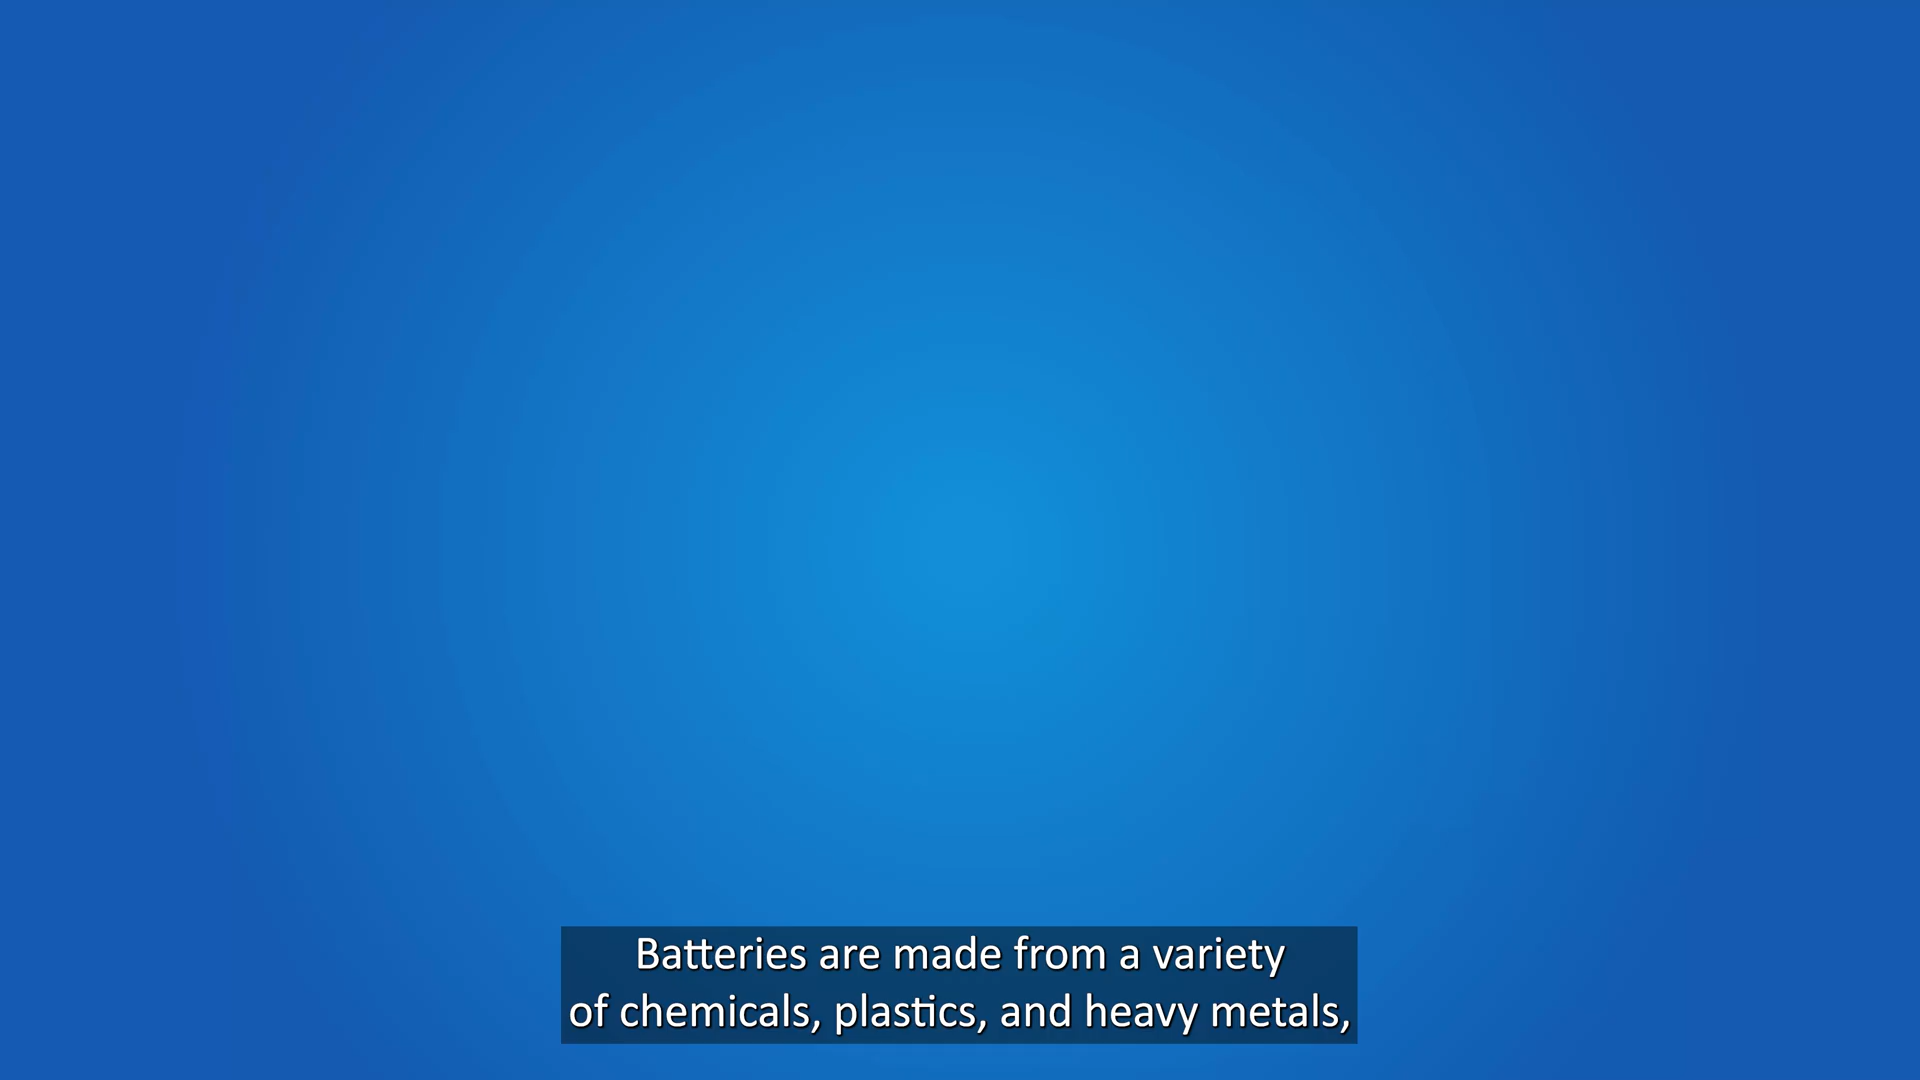 Batteries are made from a variety
of chemicals, plastics, and heavy metals,